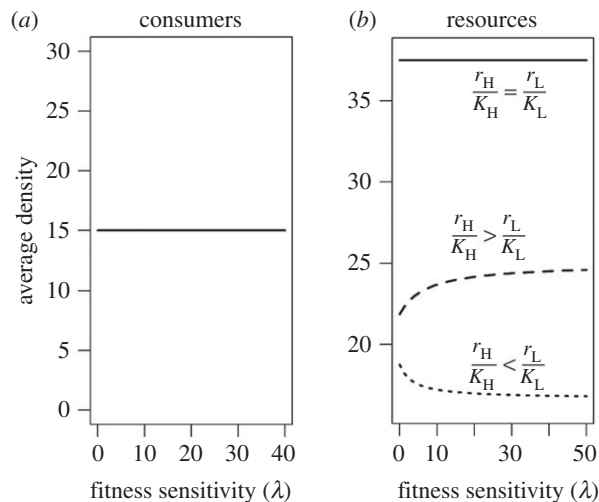 (a) consumers
average density
30
25
20
15
10
5
0
0 10 20 30 40
fitness sensitivity (λ)
(b) resources
35
25
20
r_H/K_H = r_L/K_L
r_H/K_H > r_L/K_L
r_H/K_H < r_L/K_L
0 10 30 50
fitness sensitivity (λ)